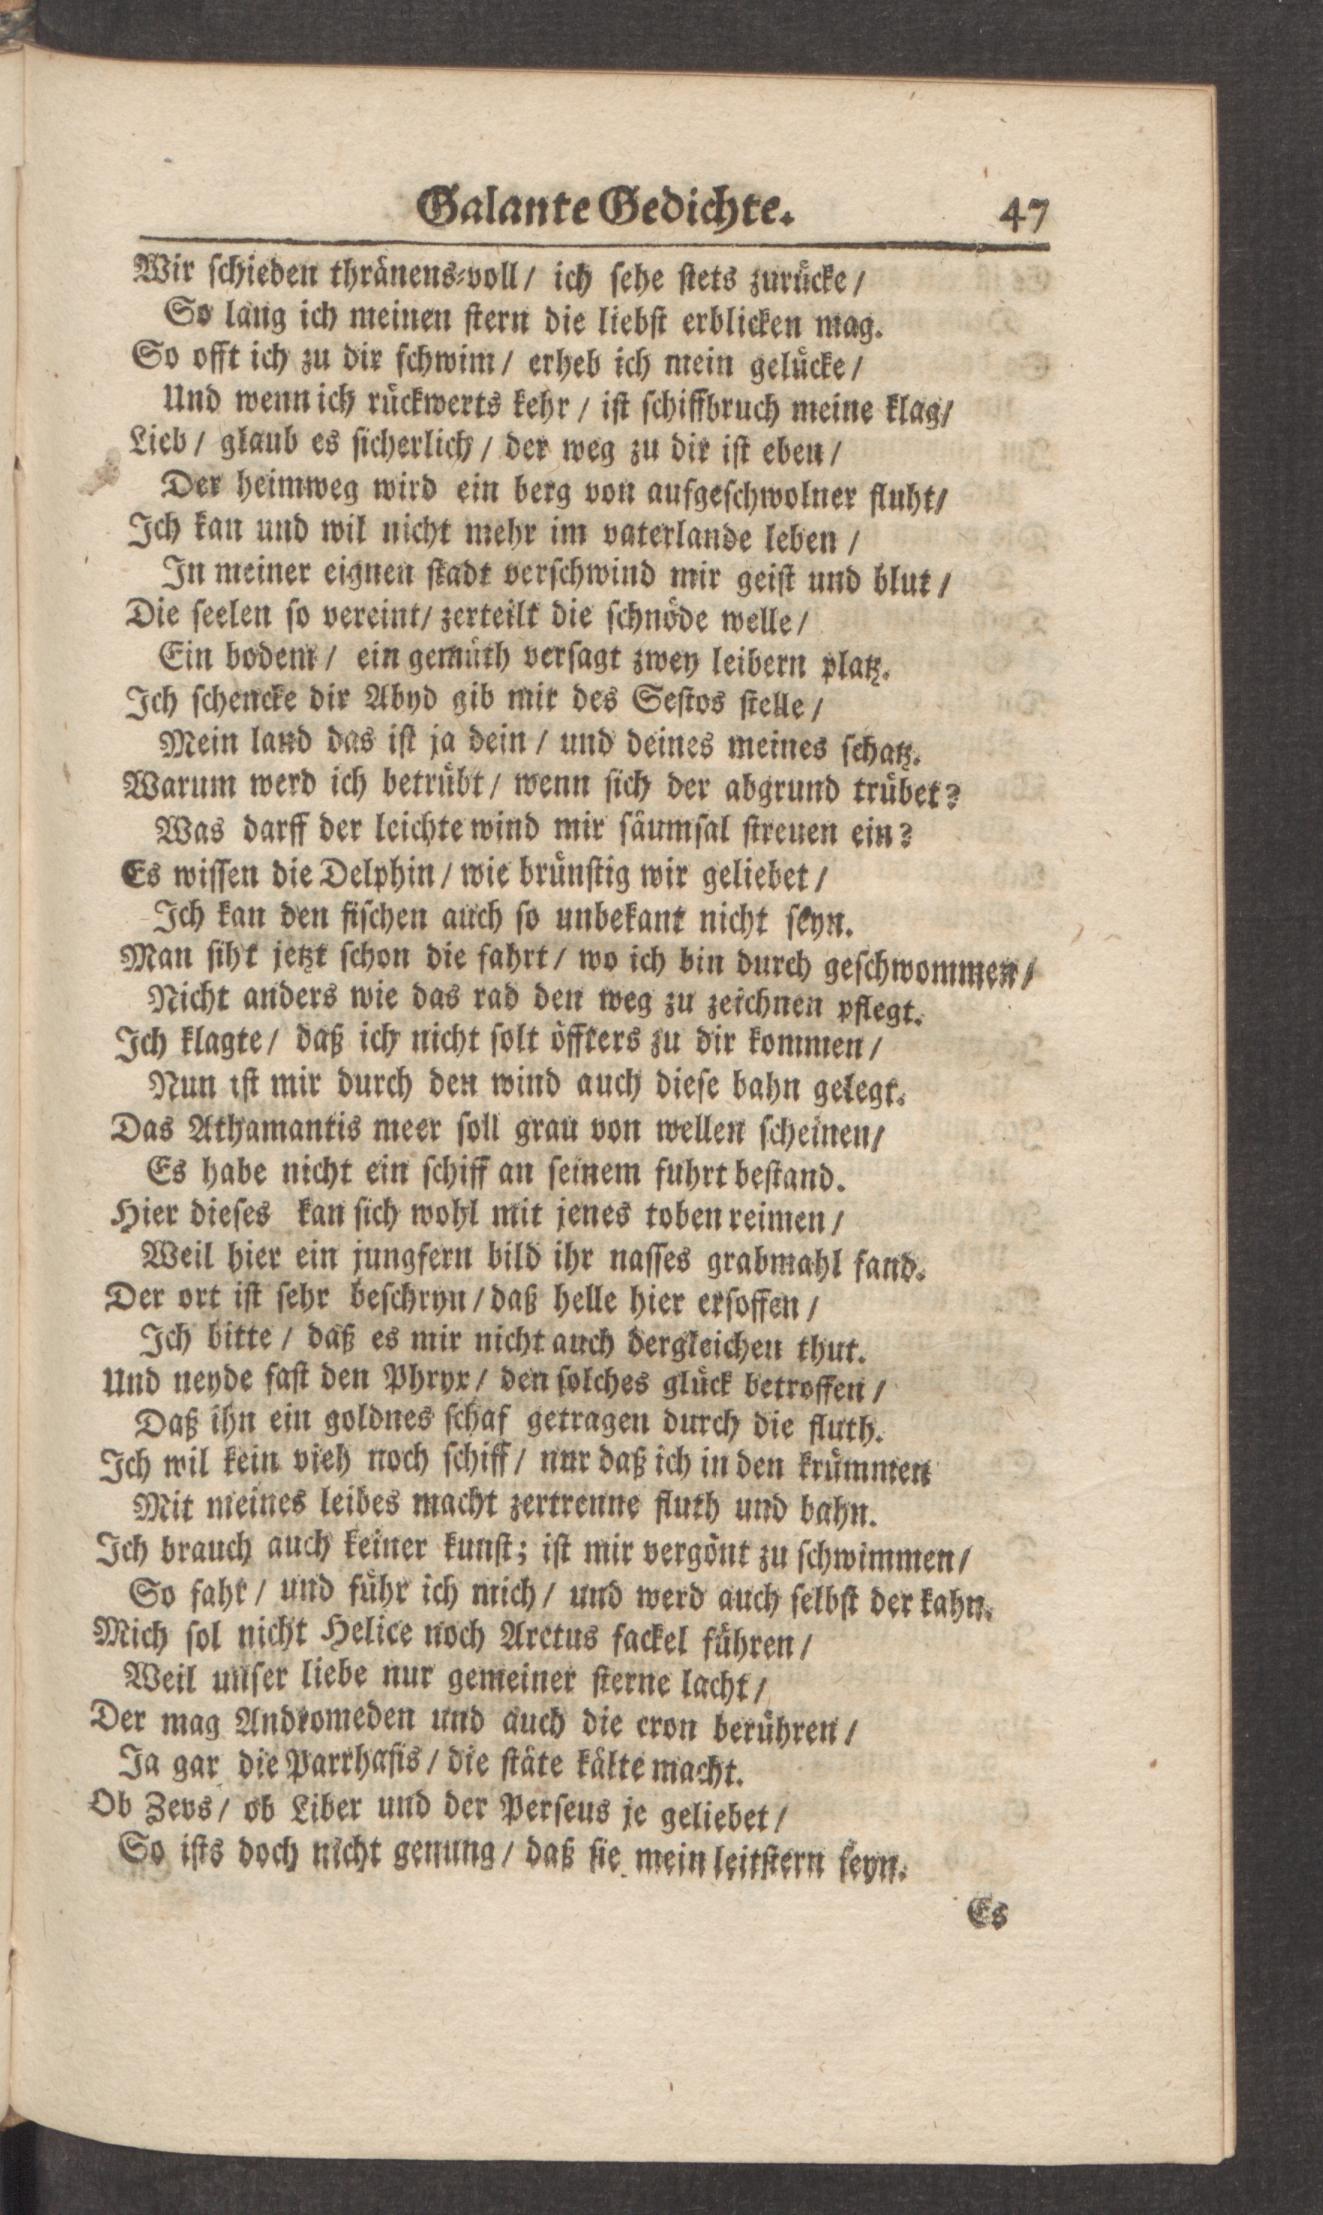 Galante Gedichte. 47
Wir schieden thränens-voll / ich sehe stets zurücke /
So lang ich meinen stern die liebst erblicken mag.
So offt ich zu dir schwim / erheb ich mein gelücke /
Und wenn ich rückwerts kehr / ist schiffbruch meine klag /
Lieb / glaub es sicherlich / der weg zu dir ist eben /
Der heimweg wird ein berg von aufgeschwolner fluht /
Ich kan und wil nicht mehr im vaterlande leben /
In meiner eignen stadt verschwind mir geist und blut /
Die seelen so vereint / zerteilt die schnöde welle /
Ein bodem / ein gemüth versagt zwey leibern platz.
Ich schencke dir Abyd gib mir des Sestos stelle /
Mein land das ist ja dein / und deines meines schatz.
Warum werd ich betrübt / wenn sich der abgrund trübet?
Was darff der leichte wind mir säumsal streuen ein?
Es wissen die Delphin / wie brünstig wir geliebet /
Ich kan den fischen auch so unbekant nicht seyn.
Man siht jetzt schon die fahrt / wo ich bin durch geschwommen /
Nicht anders wie das rad den weg zu zeichnen pflegt.
Ich klagte / daß ich nicht solt öffters zu dir kommen /
Nun ist mir durch den wind auch diese bahn gelegt.
Das Athamantis meer soll grau von wellen scheinen /
Es habe nicht ein schiff an seinem fuhrt bestand.
Hier dieses kan sich wohl mit jenes toben reimen /
Weil hier ein jungfern bild ihr nasses grabmahl fand.
Der ort ist sehr beschryn / daß helle hier ersoffen /
Ich bitte / daß es mir nicht auch dergleichen thut.
Und neyde fast den Phryx / den solches glück betroffen /
Daß ihn ein goldnes schaf getragen durch die fluth.
Ich wil kein vieh noch schiff / nur daß ich in den krümmen
Mit meines leibes macht zertrenne fluth und bahn.
Ich brauch auch keiner kunst; ist mir vergönt zu schwimmen /
So faht / und führ ich mich / und werd auch selbst der kahn.
Mich sol nicht Helice noch Arctus fackel führen /
Weil unser liebe nur gemeiner sterne lacht /
Der mag Andromeden und auch die cron berühren /
Ja gar die Parrhasis / die stäte kälte macht.
Ob Zevs / ob Liber und der Perseus je geliebet /
So ists doch nicht genung / daß sie mein leitstern seyn.
Es